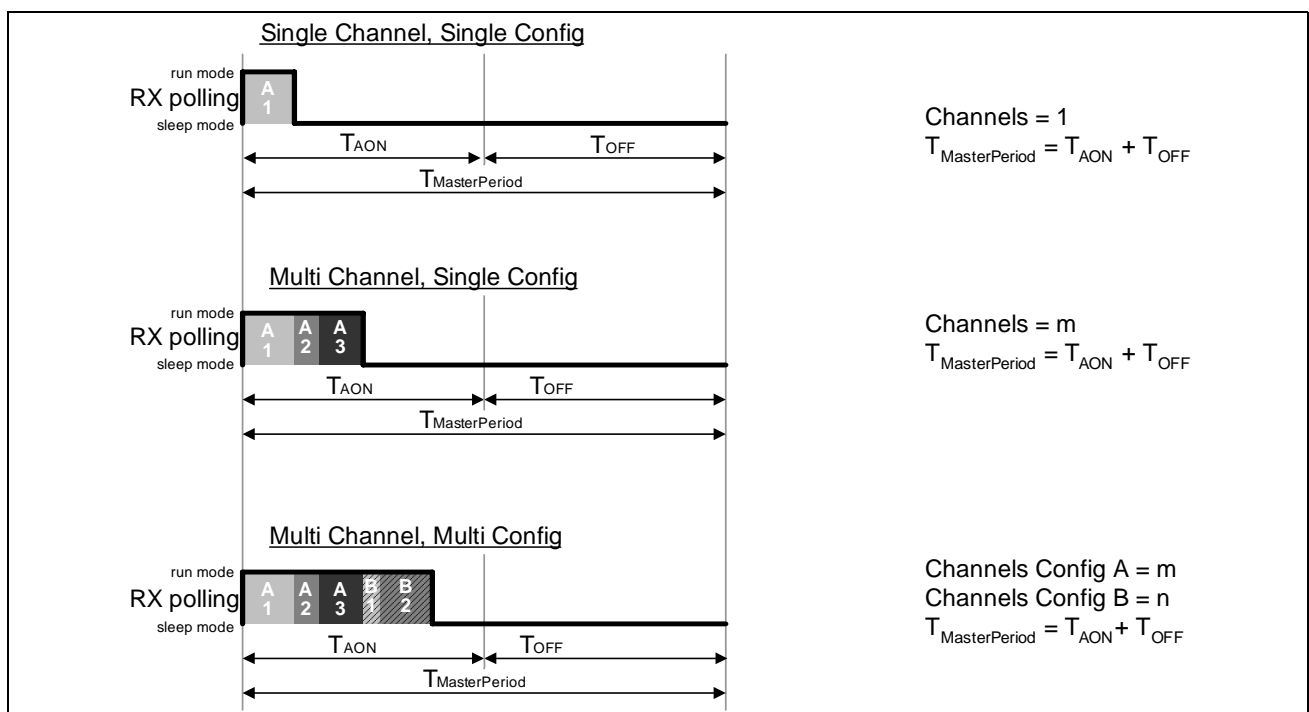 Single Channel, Single Config
run mode
RX polling
sleep mode
A
1
TAON
TOFF
TMasterPeriod
Channels = 1
TMasterPeriod = TAON + TOFF
Multi Channel, Single Config
run mode
RX polling
sleep mode
A A A
1 2 3
TAON
TOFF
TMasterPeriod
Channels = m
TMasterPeriod = TAON + TOFF
Multi Channel, Multi Config
run mode
RX polling
sleep mode
A A A B B
1 2 3 1 2
TAON
TOFF
TMasterPeriod
Channels Config A = m
Channels Config B = n
TMasterPeriod = TAON+ TOFF